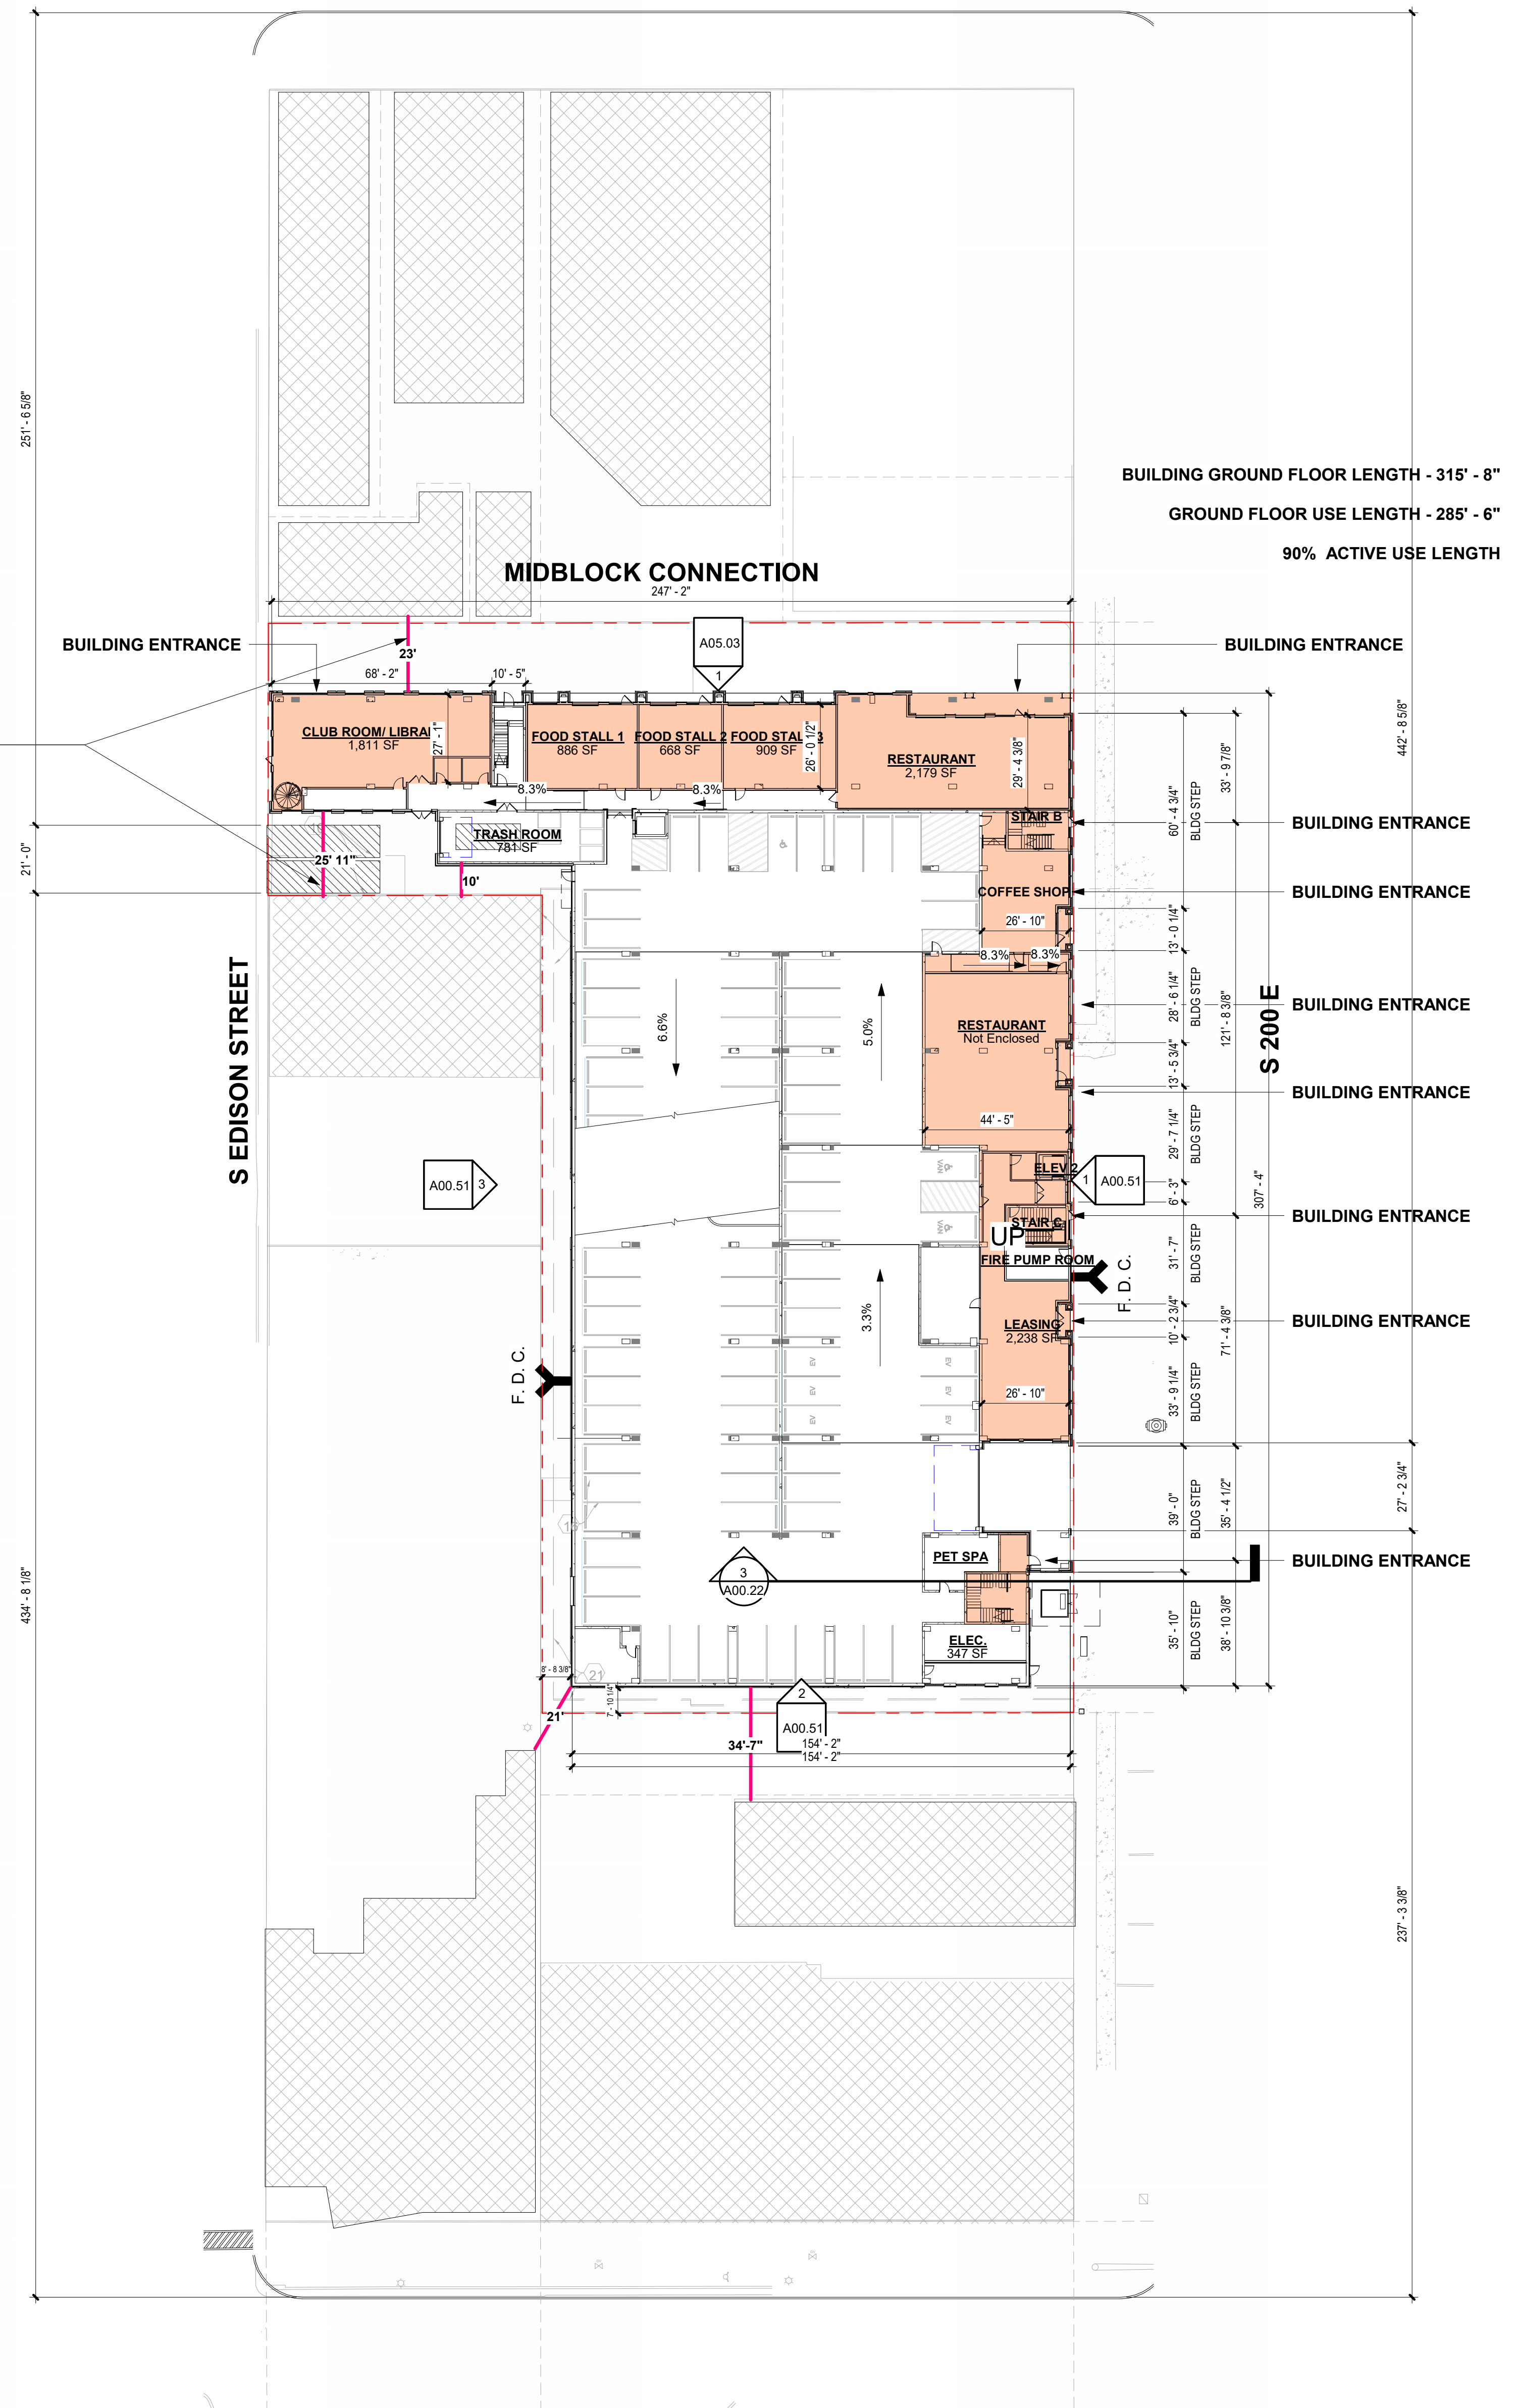 BUILDING GROUND FLOOR LENGTH - 315' - 8"
GROUND FLOOR USE LENGTH - 285' - 6"
90% ACTIVE USE LENGTH
251' - 6 5/8"
21' - 0"
434' - 8 1/8"
MIDBLOCK CONNECTION
247' - 2"
BUILDING ENTRANCE
BUILDING ENTRANCE
A05.03
1
23'
68' - 2"
10' - 5"
CLUB ROOM/
1,811 SF
27' - 1"
FOOD STALL 1
886 SF
FOOD STALL 2
668 SF
FOOD 3
909 SF
26' - 0 1/2"
RESTAURANT
2,179 SF
29' - 4 3/8"
8.3%
8.3%
TRASH ROOM
781 SF
25' 11"
10'
STAIR B
COFFEE SHOP
26' - 10"
8.3%
8.3%
RESTAURANT
Not Enclosed
44' - 5"
6.6%
5.0%
3.3%
VAN
VAN
ELEV 2
STAIR C
UP
FIRE PUMP ROOM
LEASING
2,238 SF
26' - 10"
EV
EV
EV
EV
EV
EV
PET SPA
ELEC.
347 SF
3
A00.22
A00.51
3
1
A00.51
2
A00.51
S EDISON STREET
S 200 E
F. D. C.
F. D. C.
BUILDING ENTRANCE
BUILDING ENTRANCE
BUILDING ENTRANCE
BUILDING ENTRANCE
BUILDING ENTRANCE
BUILDING ENTRANCE
BUILDING ENTRANCE
60' - 4 3/4"
BLDG STEP
13' - 0 1/4"
28' - 6 1/4"
BLDG STEP
13' - 5 3/4"
29' - 7 1/4"
BLDG STEP
6' - 3"
31' - 7"
BLDG STEP
10' - 2 3/4"
33' - 9 1/4"
BLDG STEP
39' - 0"
BLDG STEP
35' - 10"
BLDG STEP
33' - 9 7/8"
121' - 8 3/8"
71' - 4 3/8"
35' - 4 1/2"
38' - 10 3/8"
307' - 4"
442' - 8 5/8"
27' - 2 3/4"
237' - 3 3/8"
21
8' - 8 3/8"
7' - 10 1/4"
21'
34'-7"
154' - 2"
154' - 2"